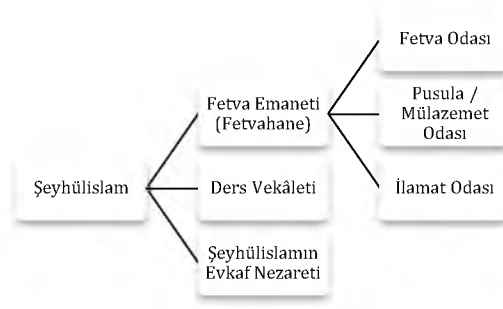 Fetva Odası
Fetva Emaneti
(Fetvahane)
Pusula /
Mülazemet
Odası
Şeyhülislam
Ders Vekâleti
İlamat Odası
Şeyhülislamın
Evkaf Nezareti